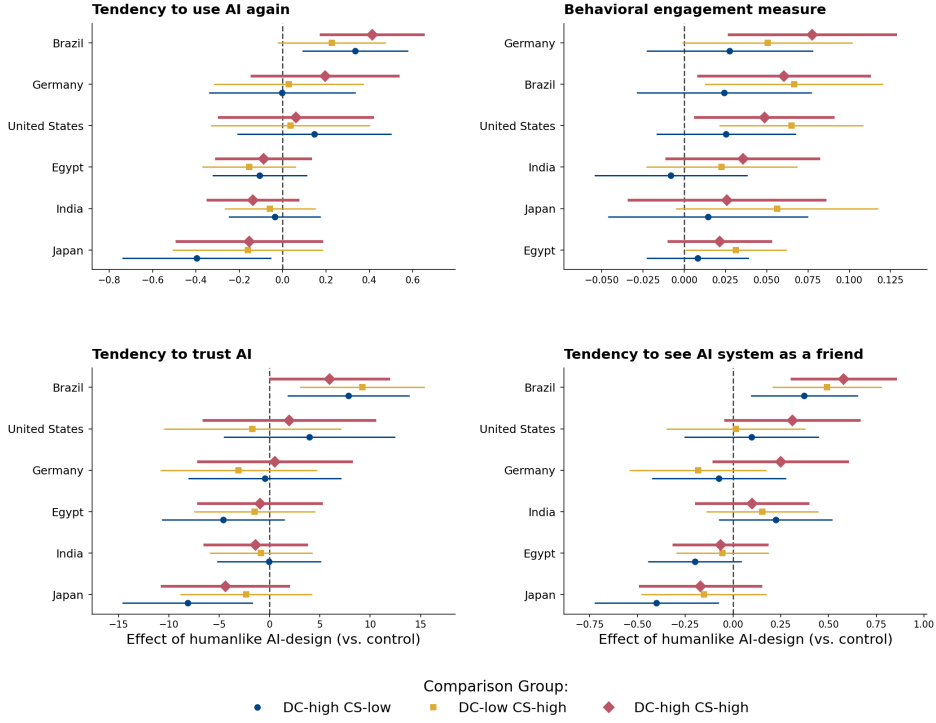 Tendency to use AI again
Brazil
Germany
United States
Egypt
India
Japan
−0.8 −0.6 −0.4 −0.2 0.0 0.2 0.4 0.6
Behavioral engagement measure
Germany
Brazil
United States
India
Japan
Egypt
−0.050 −0.025 0.000 0.025 0.050 0.075 0.100 0.125
Tendency to trust AI
Brazil
United States
Germany
Egypt
India
Japan
−15 −10 −5 0 5 10 15
Effect of humanlike AI-design (vs. control)
Tendency to see AI system as a friend
Brazil
United States
Germany
India
Egypt
Japan
−0.75 −0.50 −0.25 0.00 0.25 0.50 0.75 1.00
Effect of humanlike AI-design (vs. control)
Comparison Group:
DC-high CS-low DC-low CS-high DC-high CS-high